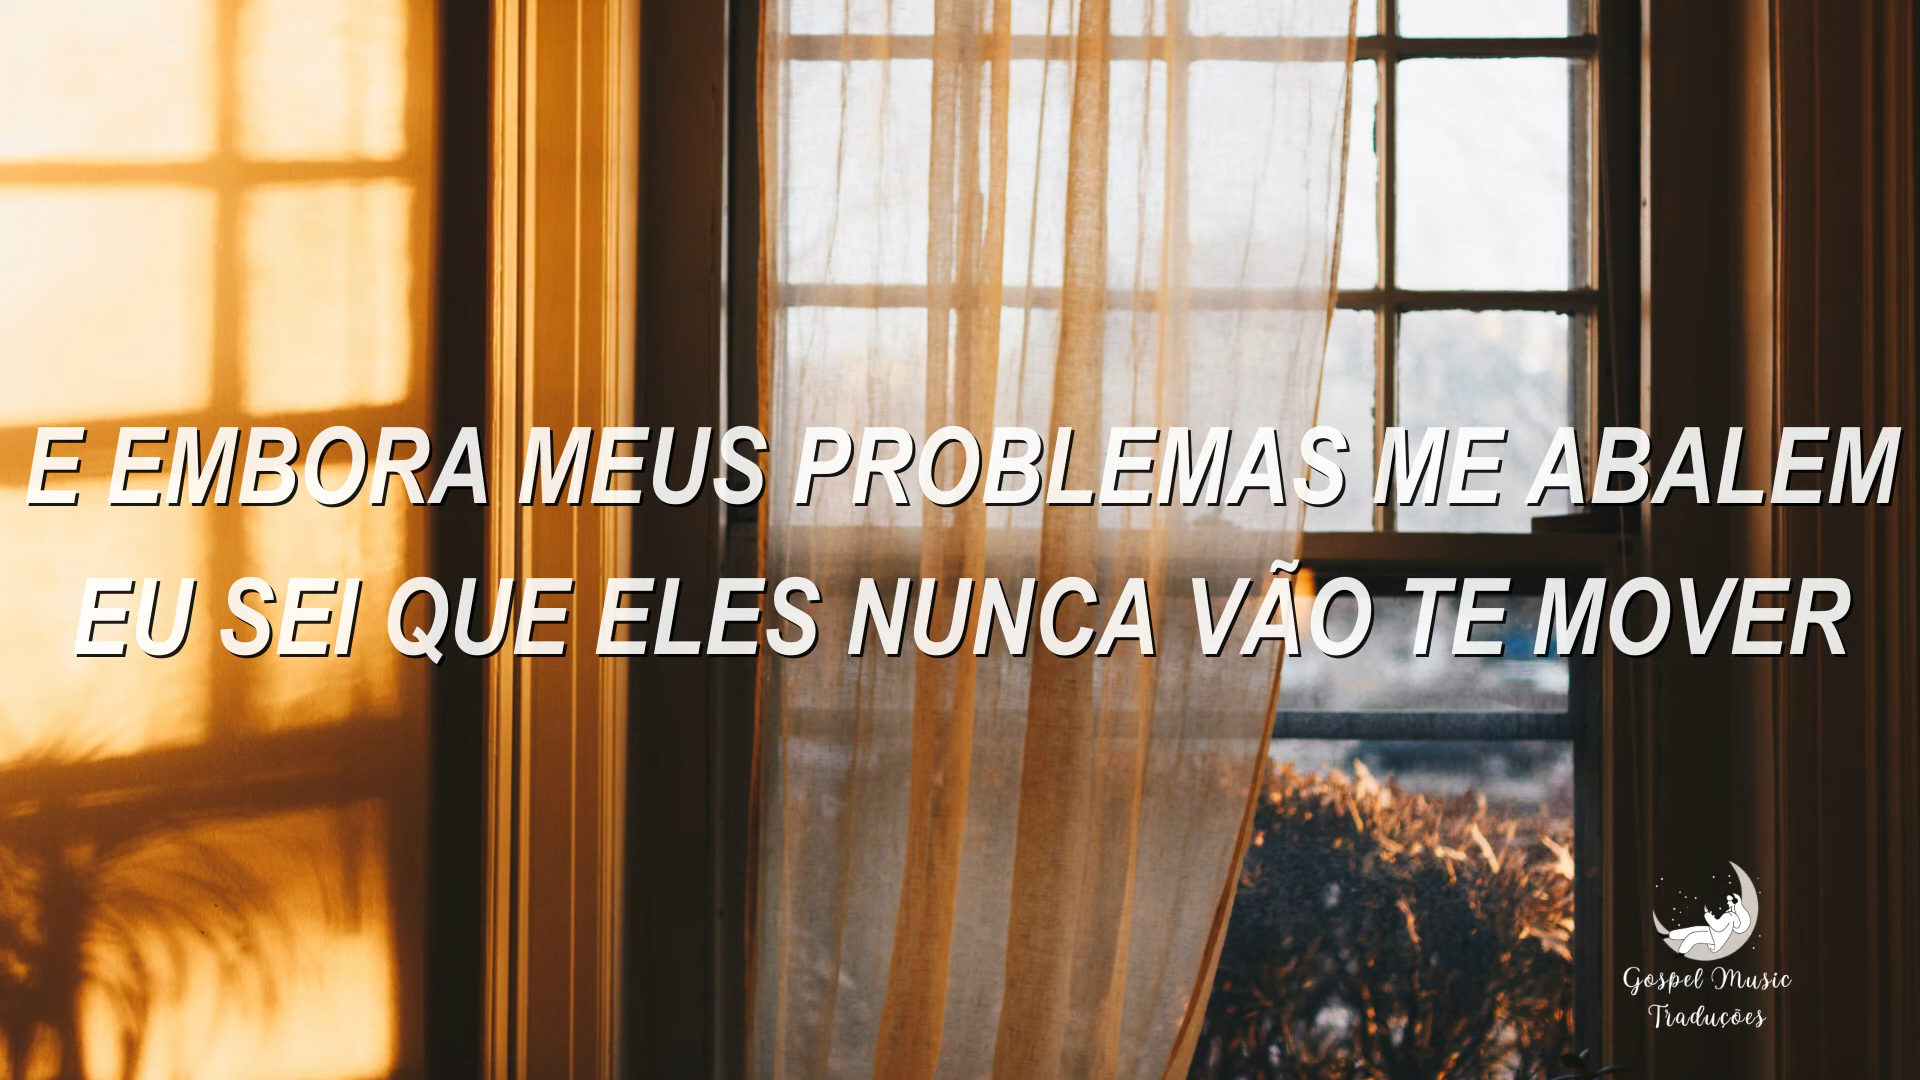 E EMBORA MEUS PROBLEMAS ME ABALEM
EU SEI QUE ELES NUNCA VÃO TE MOVER
Gospel Music
Traduções